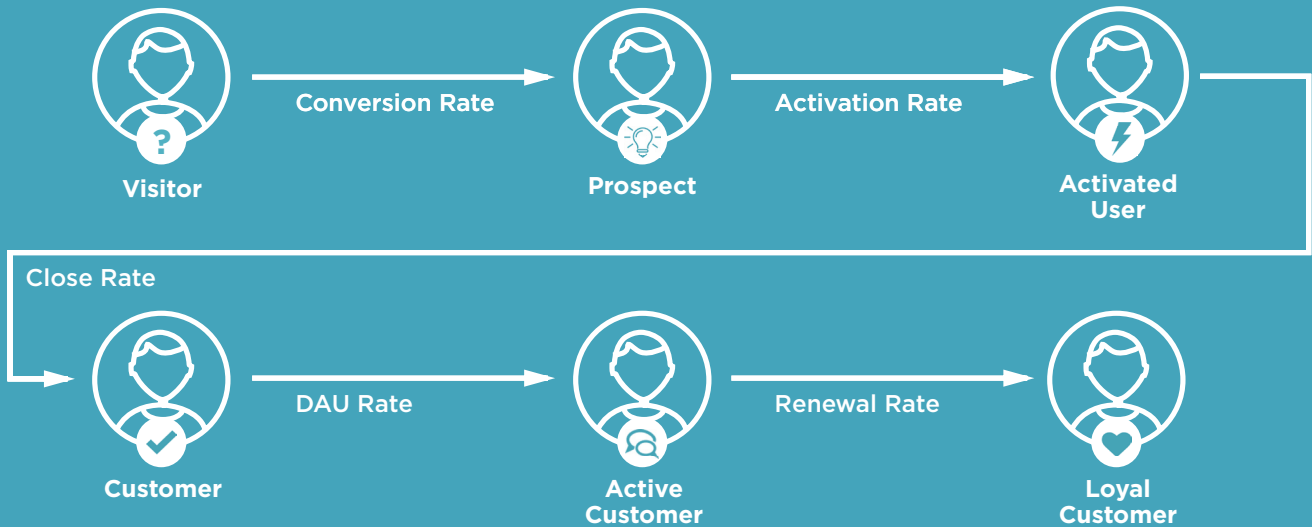 Conversion Rate
Activation Rate
?
Visitor
Prospect
Activated
User
Close Rate
DAU Rate
Renewal Rate
Customer
Active
Customer
Loyal
Customer